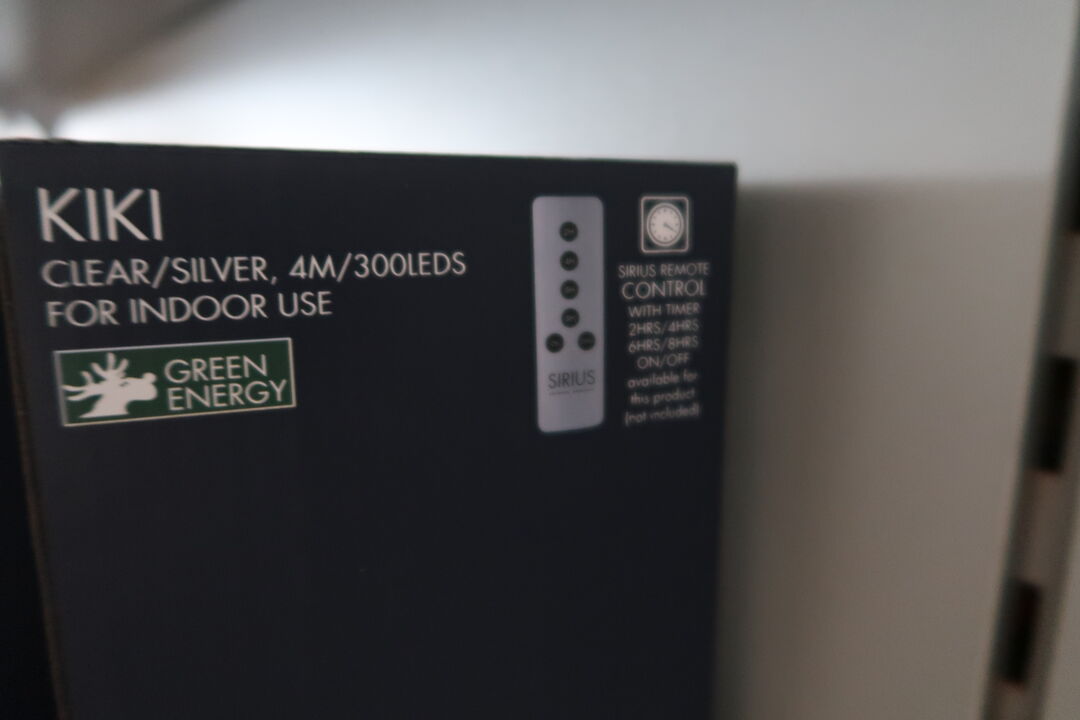 KIKI
CLEAR/SILVER, 4M/300LEDS
FOR INDOOR USE
GREEN
ENERGY
SIRIUS
SIRIUS REMOTE
CONTROL
WITH TIMER
2HRS/4HRS
6HRS/8HRS
ON/OFF
available for
this product
(not included)